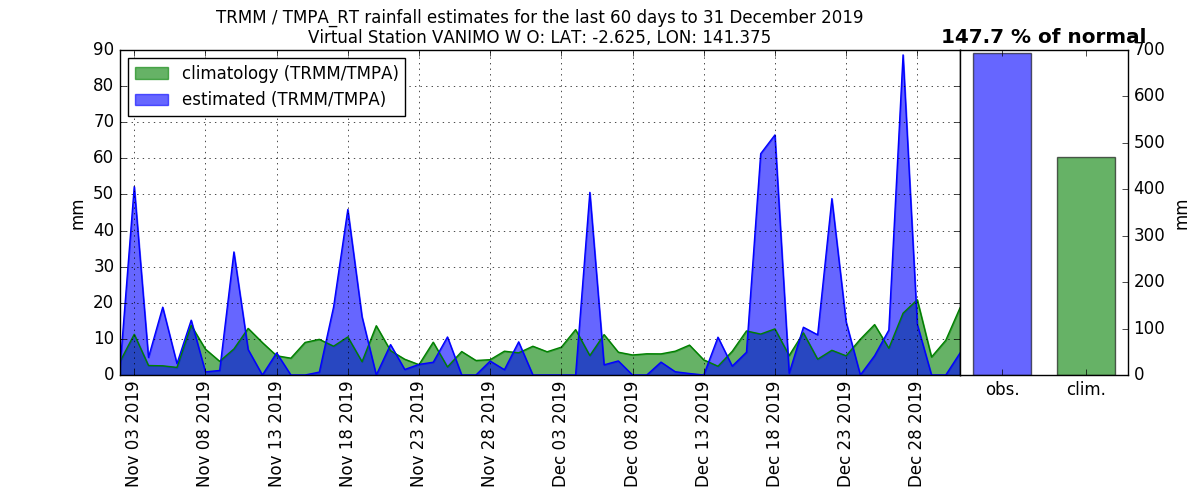 TRMM / TMPA_RT rainfall estimates for the last 60 days to 31 December 2019
Virtual Station VANIMO W O: LAT: -2.625, LON: 141.375
147.7 % of normal
climatology (TRMM/TMPA)
estimated (TRMM/TMPA)
90
80
70
60
50
40
30
20
10
0
mm
Nov 03 2019
Nov 08 2019
Nov 13 2019
Nov 18 2019
Nov 23 2019
Nov 28 2019
Dec 03 2019
Dec 08 2019
Dec 13 2019
Dec 18 2019
Dec 23 2019
Dec 28 2019
obs.
clim.
700
600
500
400
300
200
100
0
mm